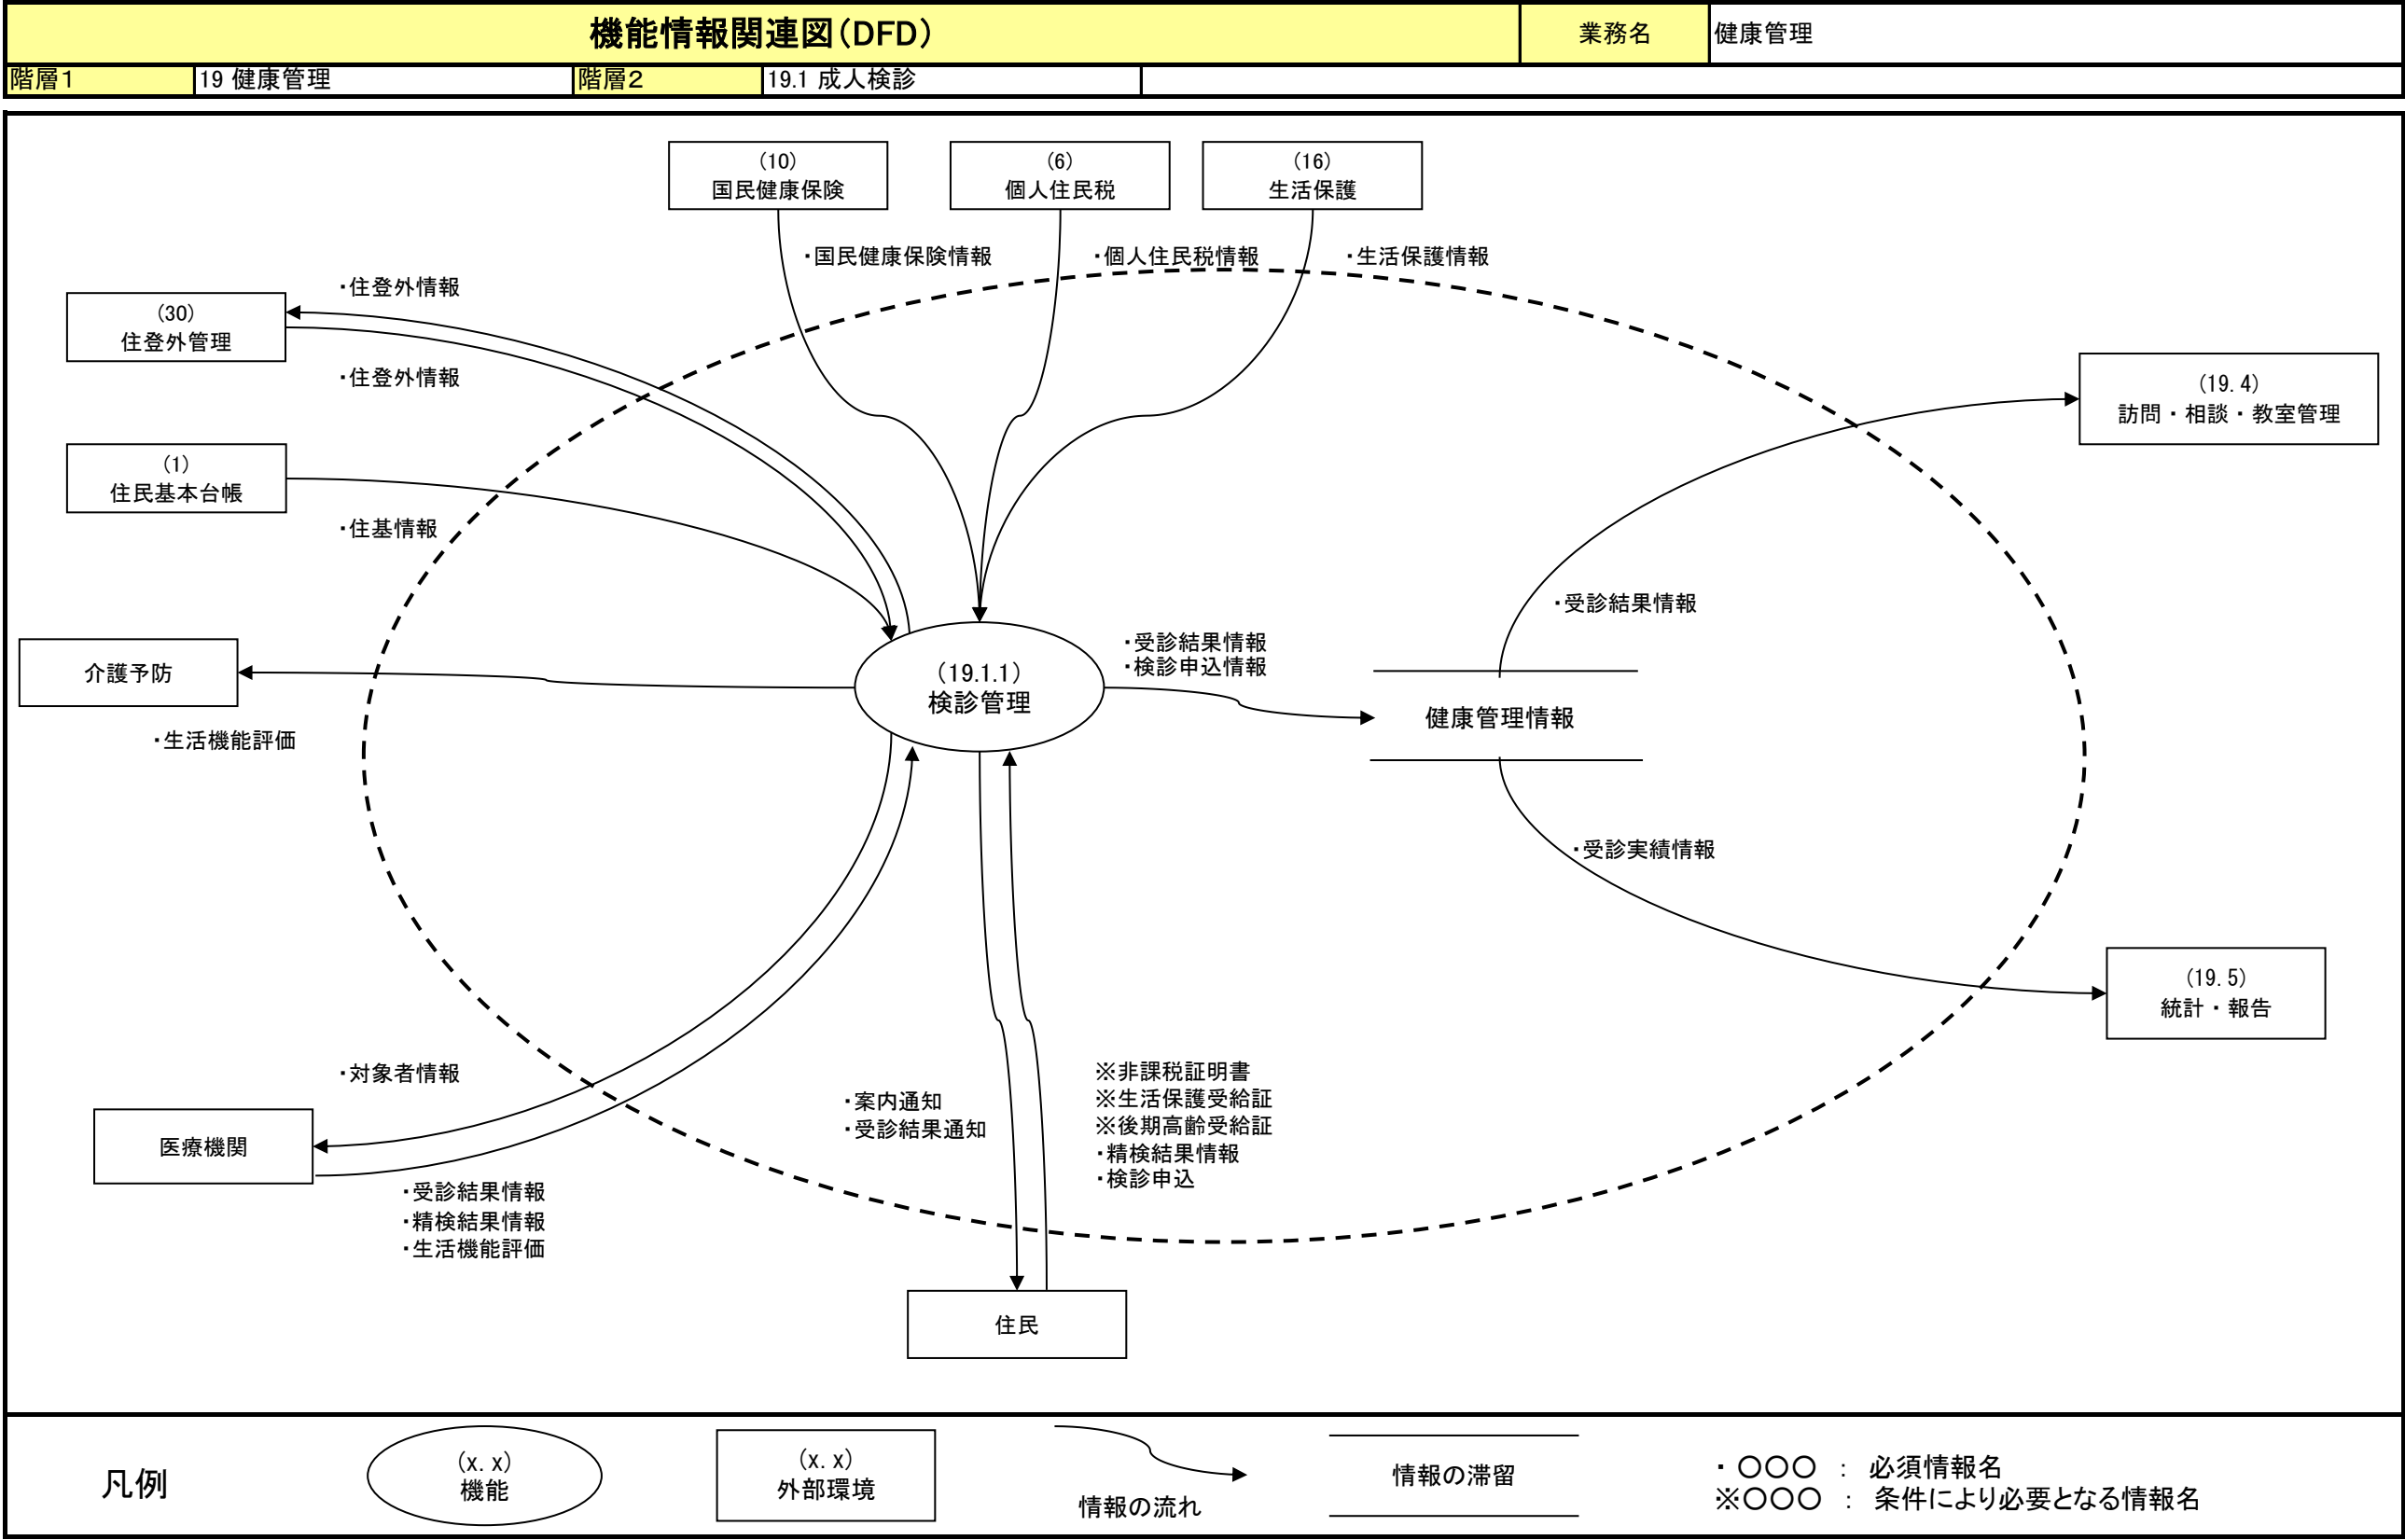 機能情報関連図（DFD）
業務名
健康管理
階層１
19 健康管理
階層２
19.1 成人検診
（10）
国民健康保険
（6）
個人住民税
（16）
生活保護
・国民健康保険情報
・個人住民税情報
・生活保護情報
・住登外情報
（30）
住登外管理
・住登外情報
（19. 4）
訪問・相談・教室管理
（1）
住民基本台帳
・住基情報
・受診結果情報
・受診結果情報
・検診申込情報
介護予防
（19.1.1）
検診管理
健康管理情報
・生活機能評価
・受診実績情報
（19. 5）
統計・報告
・対象者情報
・案内通知
・受診結果通知
※非課税証明書
※生活保護受給証
※後期高齢受給証
・精検結果情報
・検診申込
医療機関
・受診結果情報
・精検結果情報
・生活機能評価
住民
凡例
（x. x）
機能
（x. x）
外部環境
情報の流れ
情報の滞留
・ ○○○ ： 必須情報名
※○○○ ： 条件により必要となる情報名